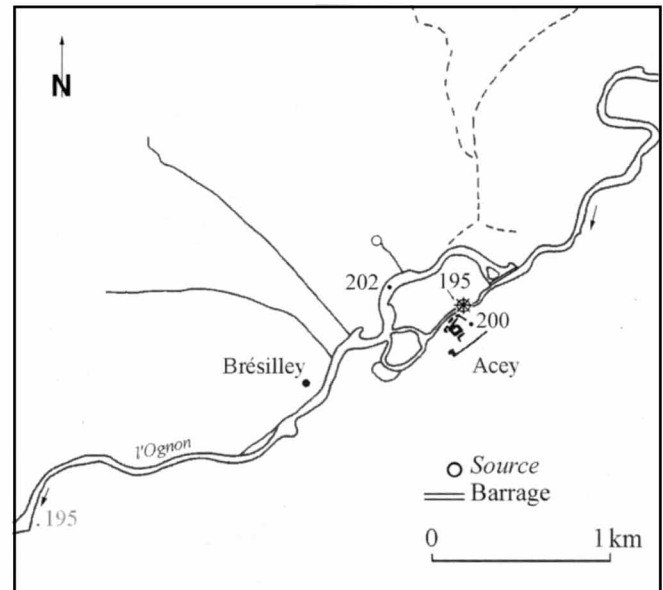 N
195
202
.200
Brésilley
Acey
l'Ognon
Source
Barrage
.195
0
1 km